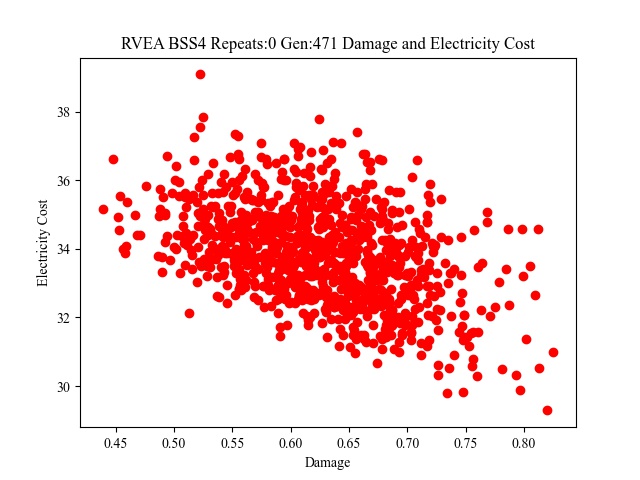 RVEA BSS4 Repeats:0 Gen:471 Damage and Electricity Cost
38
36
34
32
30
Electricity Cost
0.45 0.50 0.55 0.60 0.65 0.70 0.75 0.80
Damage